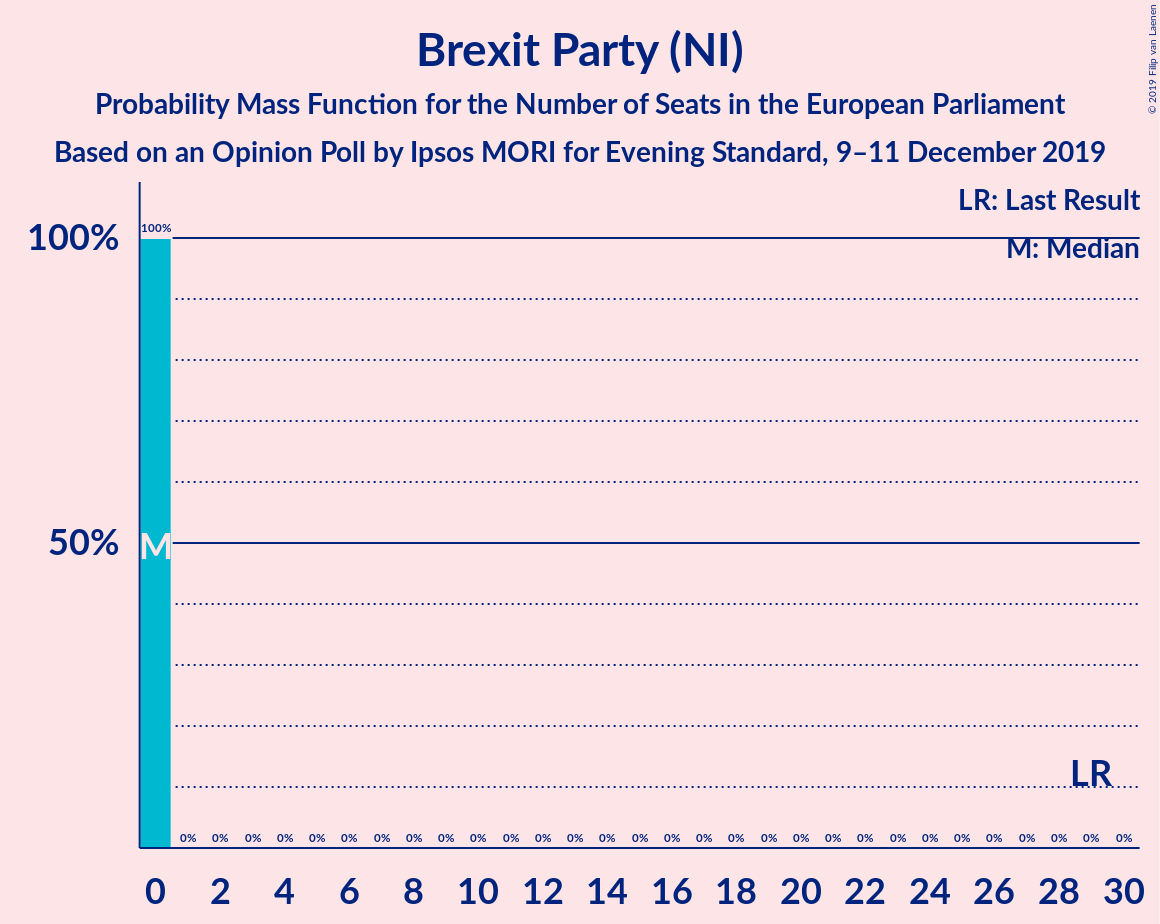 Brexit Party (NI)
Probability Mass Function for the Number of Seats in the European Parliament
Based on an Opinion Poll by Ipsos MORI for Evening Standard, 9–11 December 2019
© 2019 Filip van Laenen
LR: Last Result
M: Median
100%
100%
50%
M
LR
0% 0% 0% 0% 0% 0% 0% 0% 0% 0% 0% 0% 0% 0% 0% 0% 0% 0% 0% 0% 0% 0% 0% 0% 0% 0% 0% 0% 0% 0%
0 2 4 6 8 10 12 14 16 18 20 22 24 26 28 30